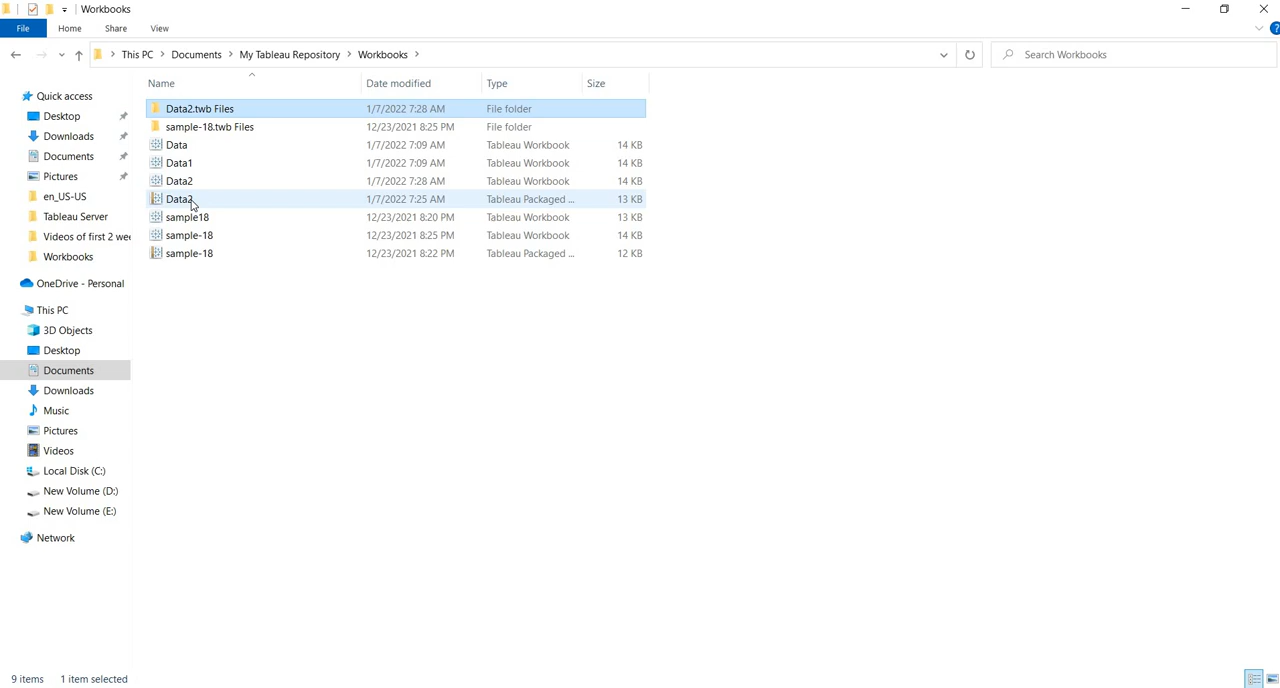 Workbooks
File Home Share View
This PC > Documents > My Tableau Repository > Workbooks >
Search Workbooks
Name Date modified Type Size
Quick access
Desktop
Downloads
Documents
Pictures
en_US-US
Tableau Server
Videos of first 2 wee
Workbooks
OneDrive - Personal
This PC
3D Objects
Desktop
Documents
Downloads
Music
Pictures
Videos
Local Disk (C:)
New Volume (D:)
New Volume (E:)
Network
Data2.twb Files 1/7/2022 7:28 AM File folder
sample-18.twb Files 12/23/2021 8:25 PM File folder
Data 1/7/2022 7:09 AM Tableau Workbook 14 KB
Data1 1/7/2022 7:09 AM Tableau Workbook 14 KB
Data2 1/7/2022 7:28 AM Tableau Workbook 14 KB
Data2 1/7/2022 7:25 AM Tableau Packaged ... 13 KB
sample18 12/23/2021 8:20 PM Tableau Workbook 13 KB
sample-18 12/23/2021 8:25 PM Tableau Workbook 14 KB
sample-18 12/23/2021 8:22 PM Tableau Packaged ... 12 KB
9 items 1 item selected